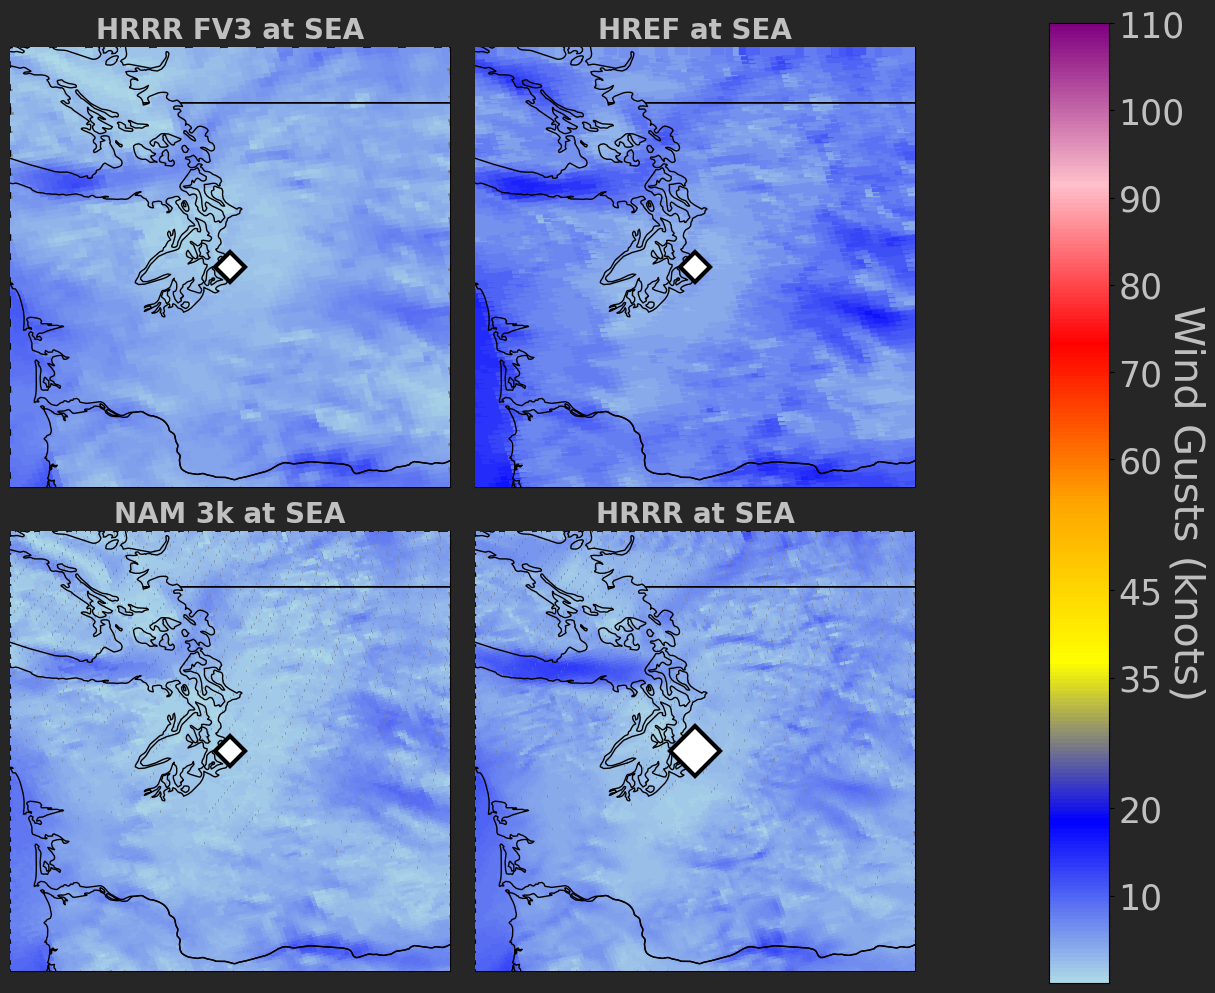 HRRR FV3 at SEA
HREF at SEA
NAM 3k at SEA
HRRR at SEA
110
100
90
80
70
60
45
35
20
10
Wind Gusts (knots)